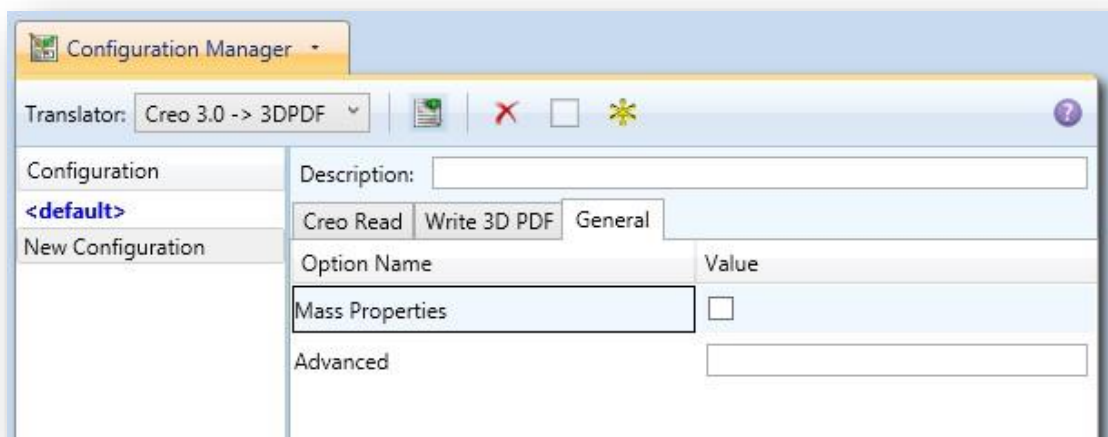 Configuration Manager
Translator: Creo 3.0 -> 3DPDF
Configuration
Description:
<default>
Creo Read Write 3D PDF General
New Configuration
Option Name Value
Mass Properties
Advanced